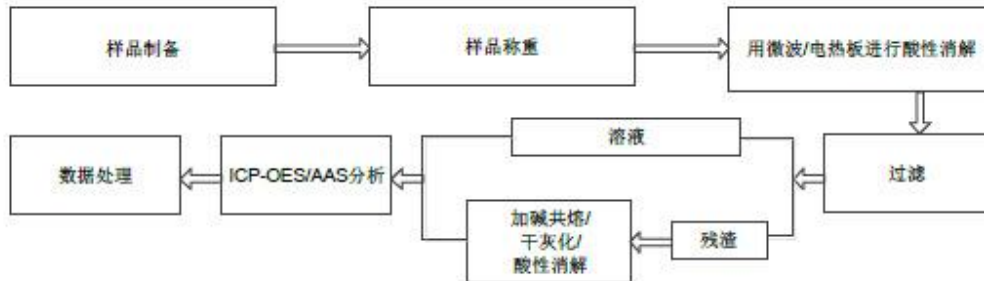 样品制备
样品称重
用微波/电热板进行酸性消解
过滤
溶液
残渣
加碱共熔/
干灰化/
酸性消解
ICP-OES/AAS分析
数据处理